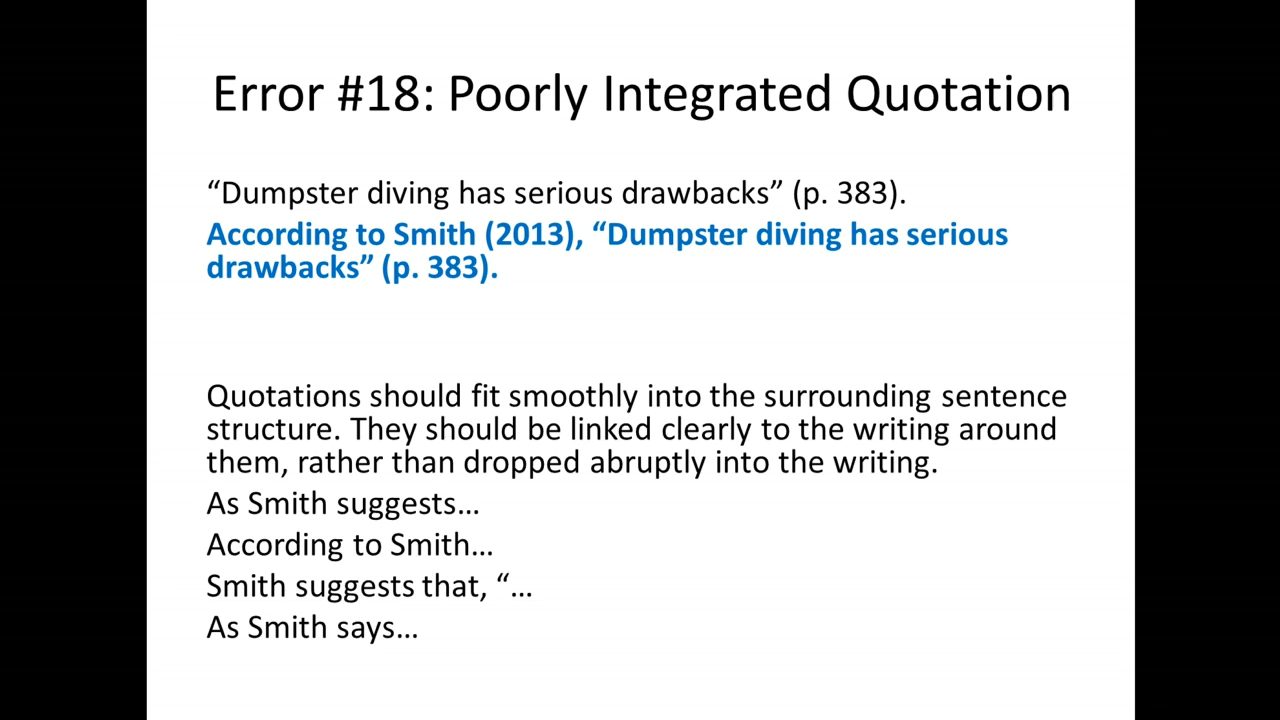 Error #18: Poorly Integrated Quotation
“Dumpster diving has serious drawbacks” (p. 383).
According to Smith (2013), “Dumpster diving has serious
drawbacks” (p. 383).
Quotations should fit smoothly into the surrounding sentence
structure. They should be linked clearly to the writing around
them, rather than dropped abruptly into the writing.
As Smith suggests…
According to Smith…
Smith suggests that, “…
As Smith says…